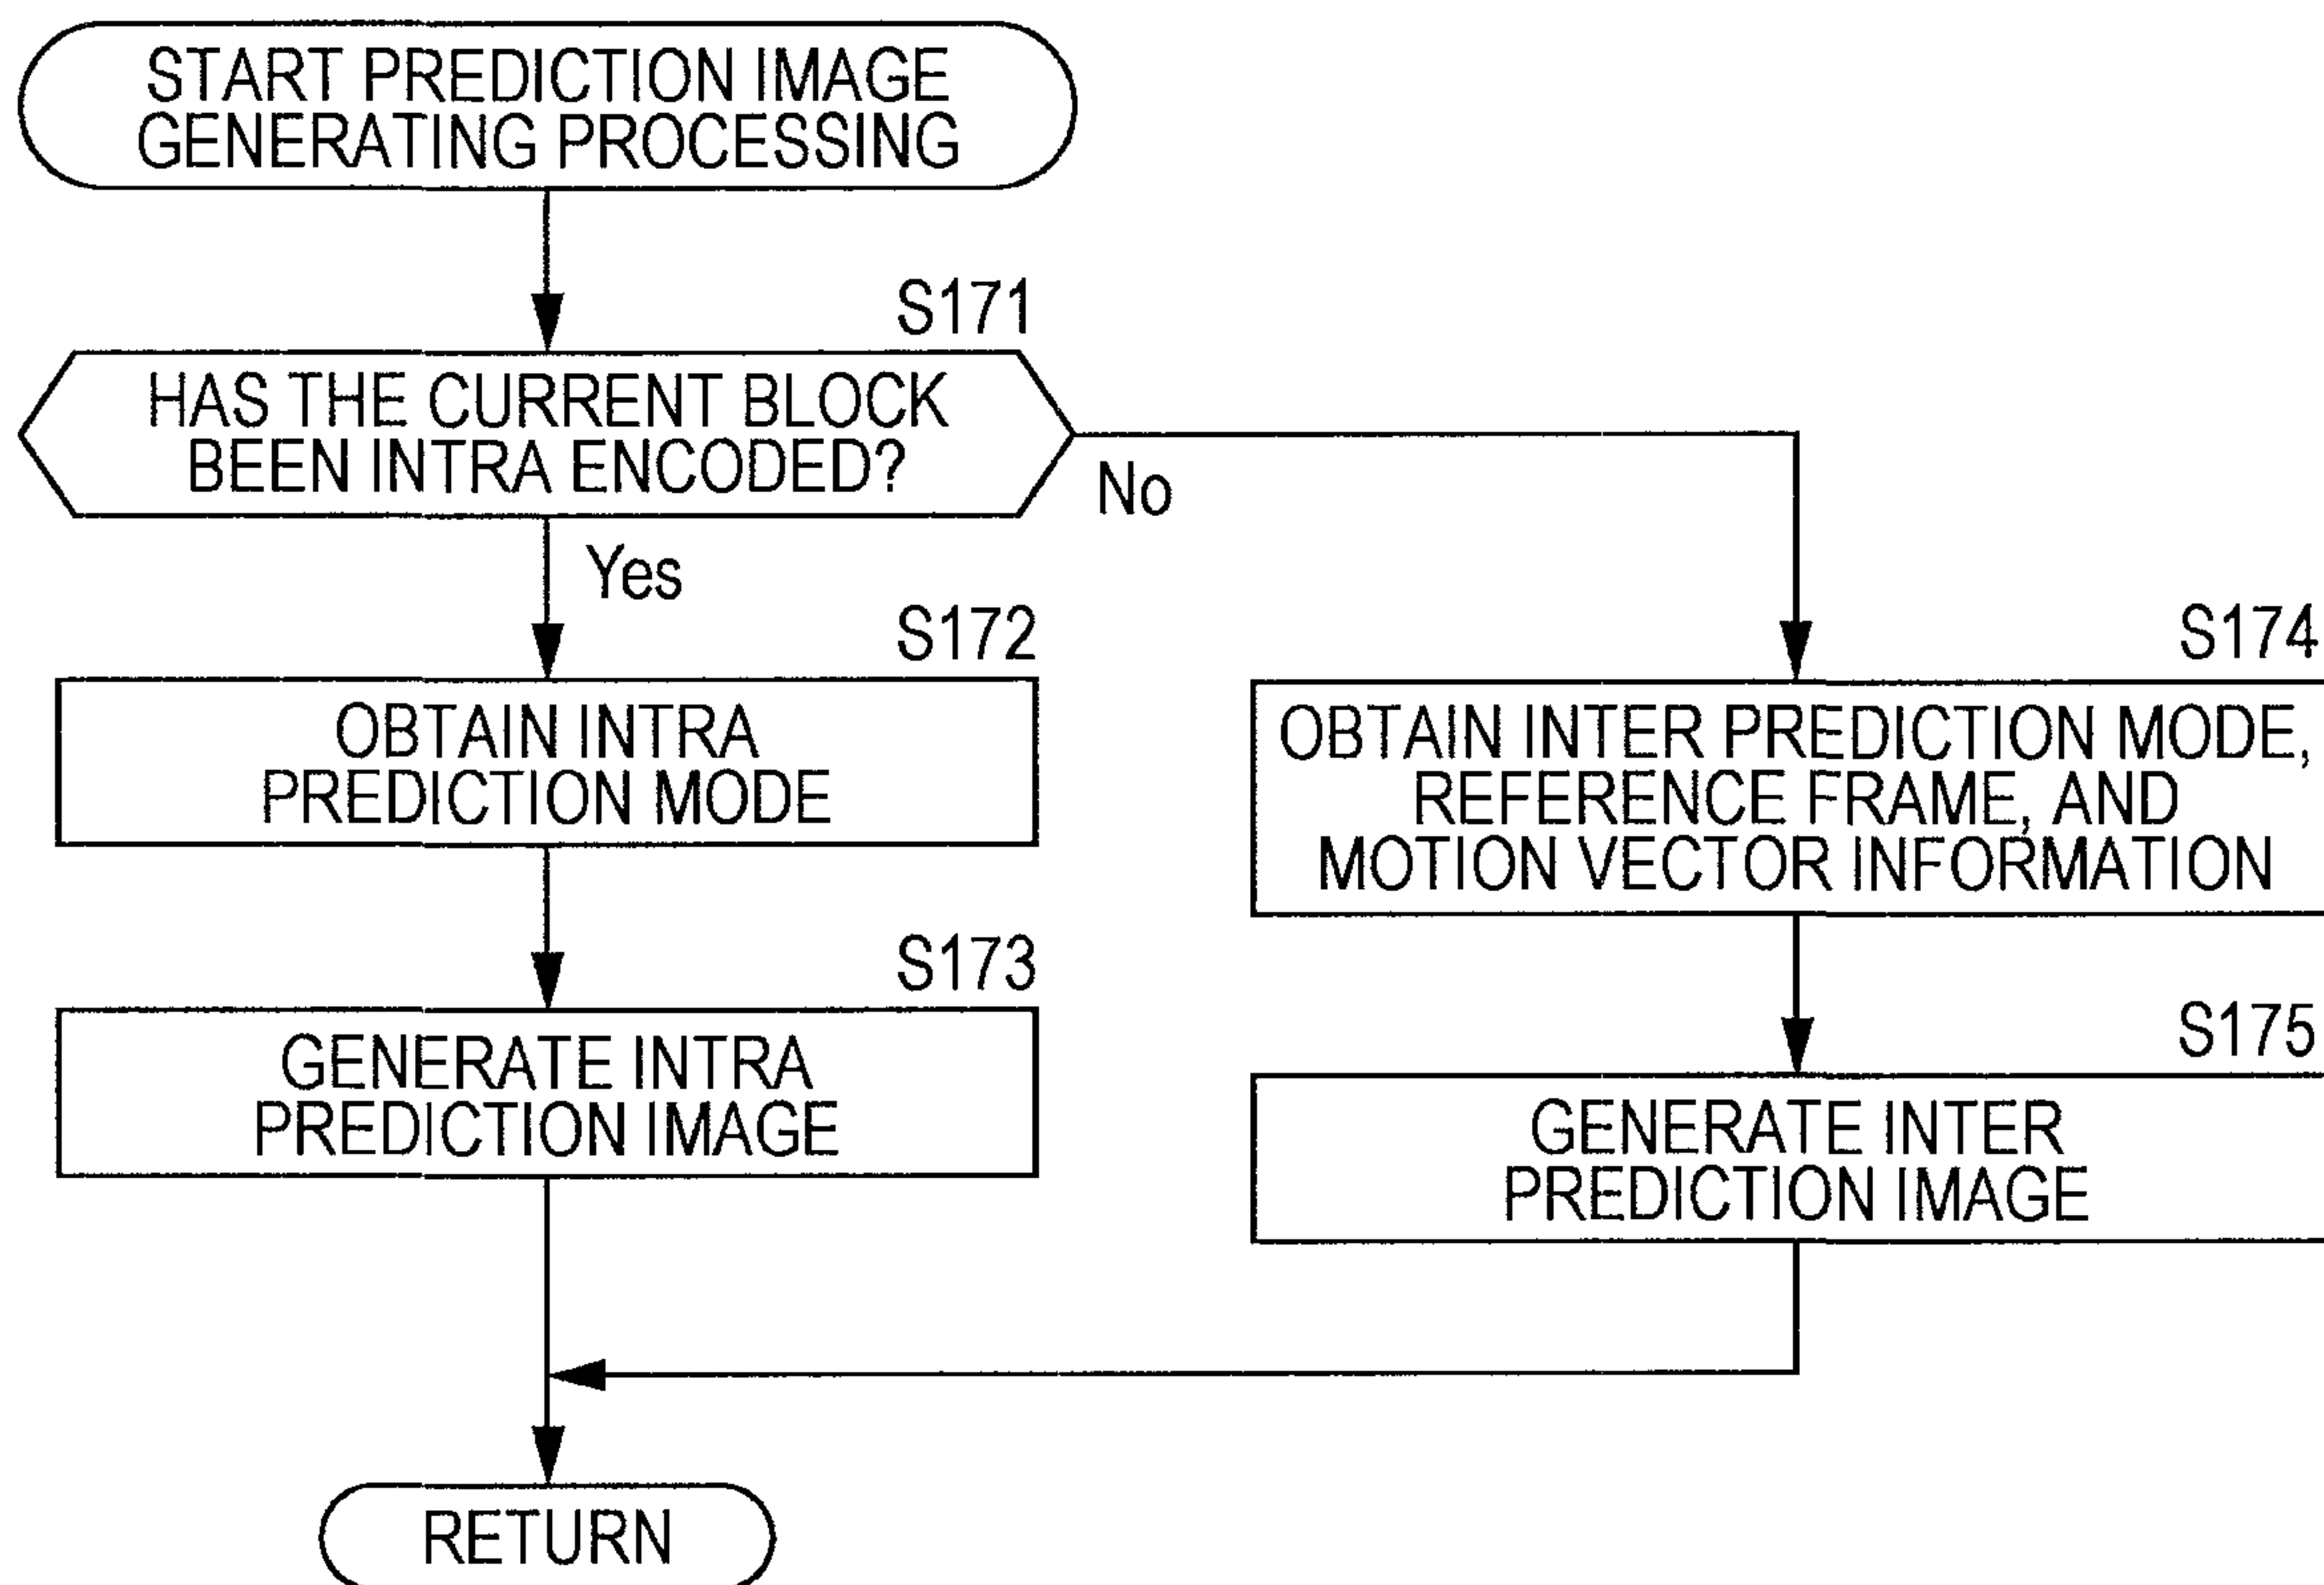 START PREDICTION IMAGE
GENERATING PROCESSING
S171
HAS THE CURRENT BLOCK
BEEN INTRA ENCODED?
No
Yes
S172
OBTAIN INTRA
PREDICTION MODE
S173
GENERATE INTRA
PREDICTION IMAGE
S174
OBTAIN INTER PREDICTION MODE,
REFERENCE FRAME, AND
MOTION VECTOR INFORMATION
S175
GENERATE INTER
PREDICTION IMAGE
RETURN